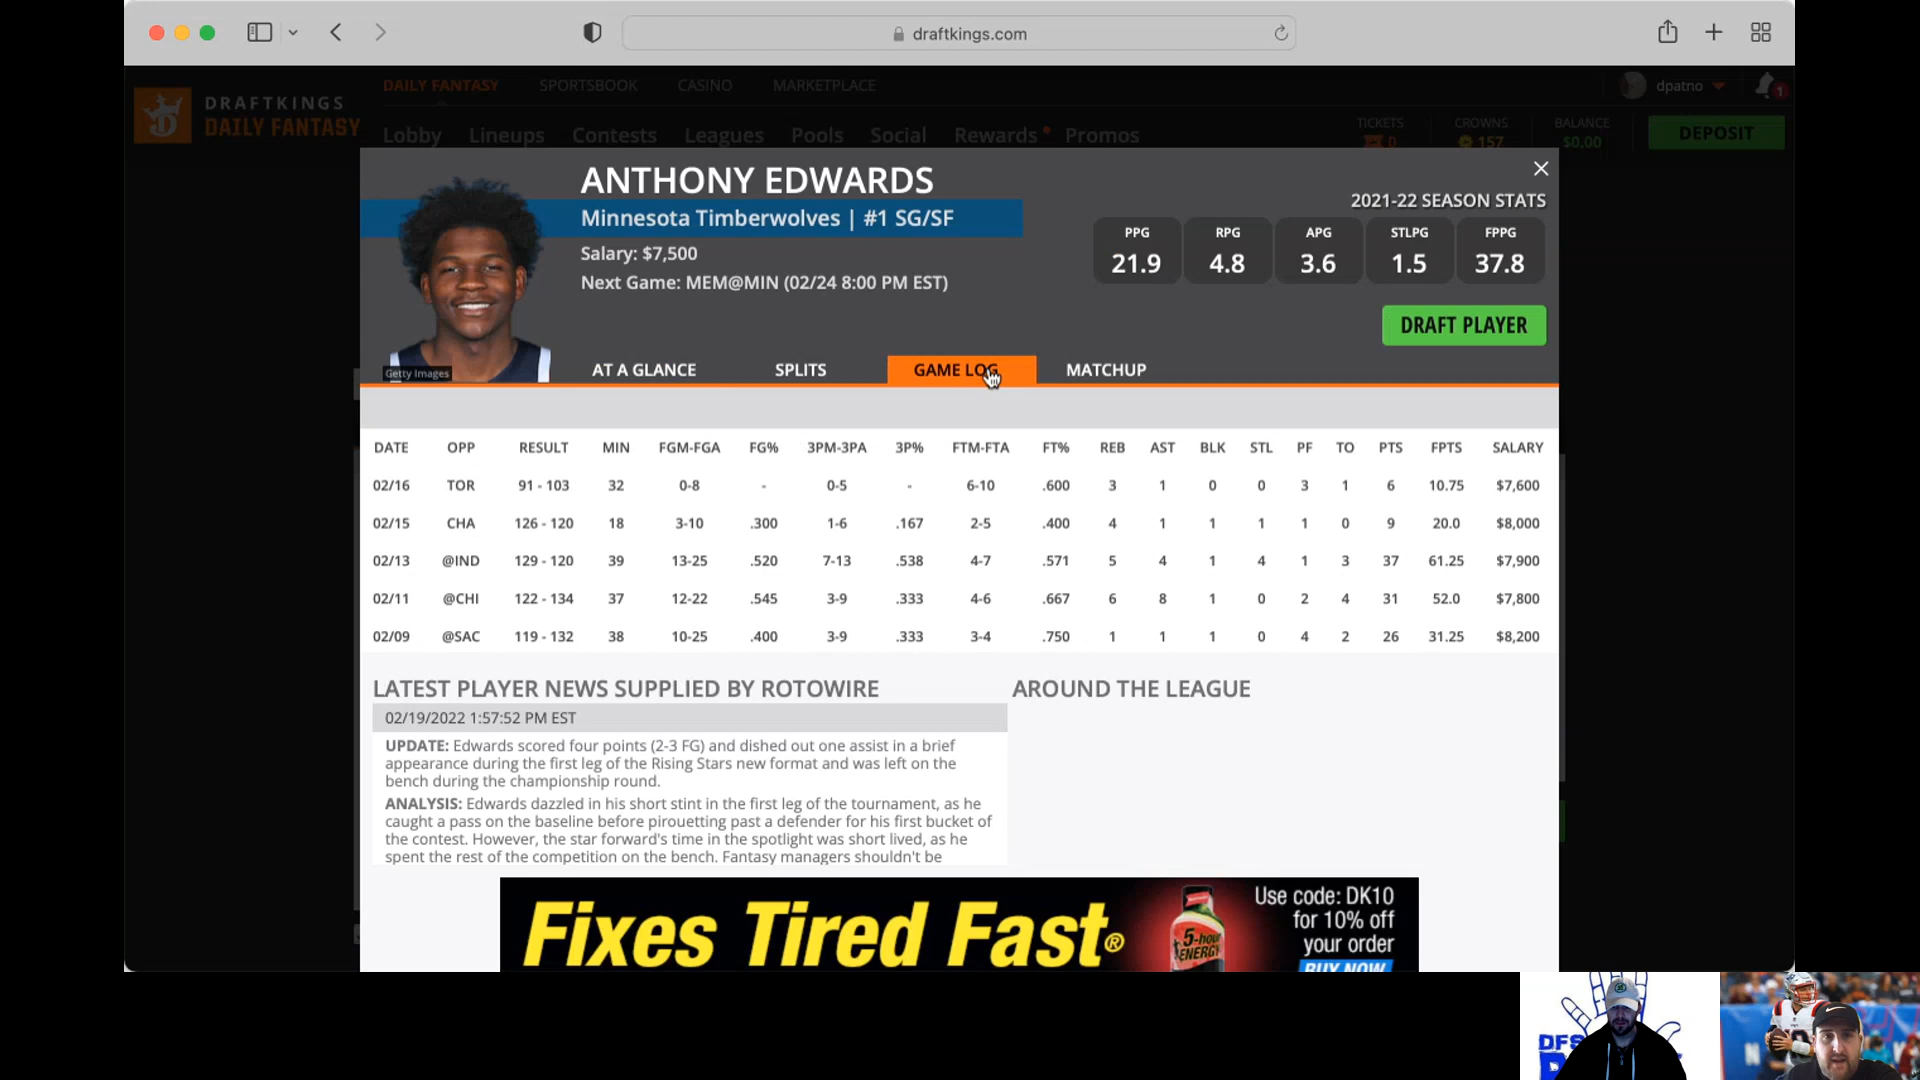 draftkings.com
DRAFTKINGS
DAILY FANTASY
DAILY FANTASY SPORTSBOOK CASINO MARKETPLACE
dpatno
1
Lobby Lineups Contests Leagues Pools Social Rewards Promos
TICKETS CROWNS BALANCE
0 157 $0.00
DEPOSIT
ANTHONY EDWARDS
Minnesota Timberwolves | #1 SG/SF
Salary: $7,500
Next Game: MEM@MIN (02/24 8:00 PM EST)
2021-22 SEASON STATS
PPG RPG APG STLPG FPPG
21.9 4.8 3.6 1.5 37.8
DRAFT PLAYER
Getty Images
AT A GLANCE SPLITS GAME LOG MATCHUP
DATE OPP RESULT MIN FGM-FGA FG% 3PM-3PA 3P% FTM-FTA FT% REB AST BLK STL PF TO PTS FPTS SALARY
02/16 TOR 91 - 103 32 0-8 - 0-5 - 6-10 .600 3 1 0 0 3 1 6 10.75 $7,600
02/15 CHA 126 - 120 18 3-10 .300 1-6 .167 2-5 .400 4 1 1 1 1 0 9 20.0 $8,000
02/13 @IND 129 - 120 39 13-25 .520 7-13 .538 4-7 .571 5 4 1 4 1 3 37 61.25 $7,900
02/11 @CHI 122 - 134 37 12-22 .545 3-9 .333 4-6 .667 6 8 1 0 2 4 31 52.0 $7,800
02/09 @SAC 119 - 132 38 10-25 .400 3-9 .333 3-4 .750 1 1 1 0 4 2 26 31.25 $8,200
LATEST PLAYER NEWS SUPPLIED BY ROTOWIRE
AROUND THE LEAGUE
02/19/2022 1:57:52 PM EST
UPDATE: Edwards scored four points (2-3 FG) and dished out one assist in a brief
appearance during the first leg of the Rising Stars new format and was left on the
bench during the championship round.
ANALYSIS: Edwards dazzled in his short stint in the first leg of the tournament, as he
caught a pass on the baseline before pirouetting past a defender for his first bucket of
the contest. However, the star forward's time in the spotlight was short lived, as he
spent the rest of the competition on the bench. Fantasy managers shouldn't be
Fixes Tired Fast®
5-hour
ENERGY
Use code: DK10
for 10% off
your order
BUY NOW
DFS